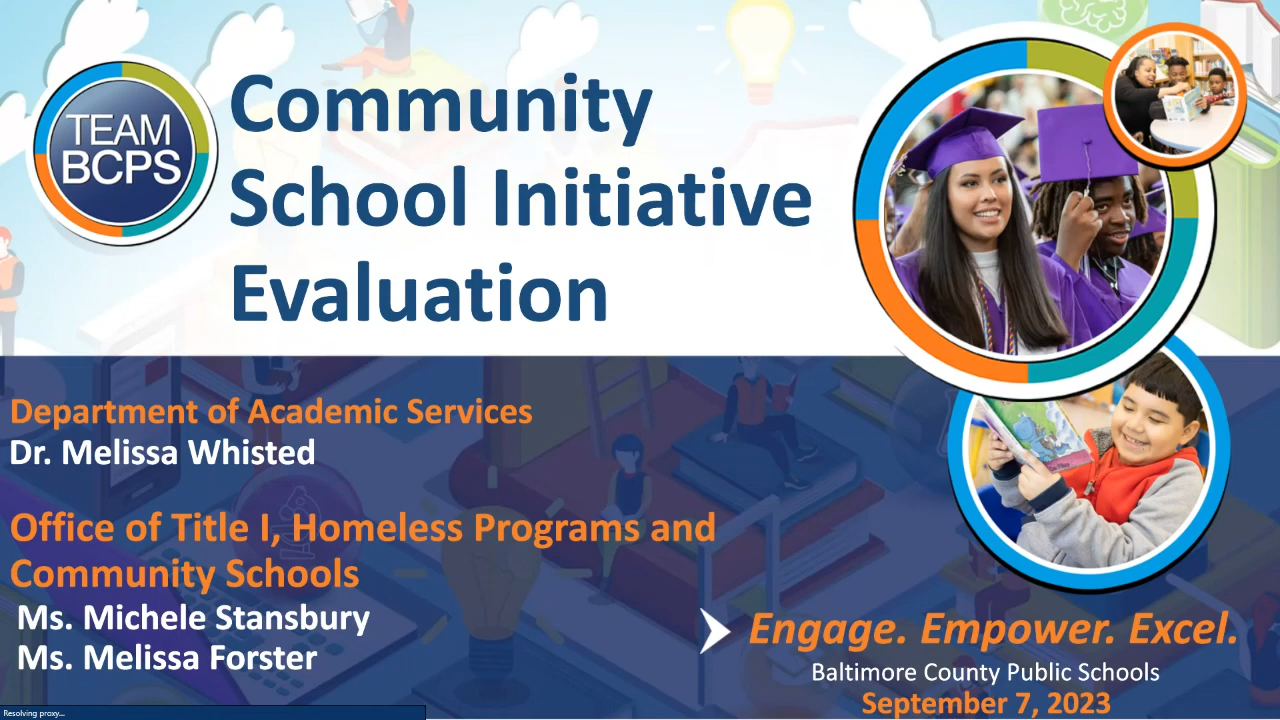 TEAM
BCPS
Community
School Initiative
Evaluation
Department of Academic Services
Dr. Melissa Whisted
Office of Title I, Homeless Programs and
Community Schools
Ms. Michele Stansbury
Ms. Melissa Forster
Engage. Empower. Excel.
Baltimore County Public Schools
September 7, 2023
Resolving proxy...